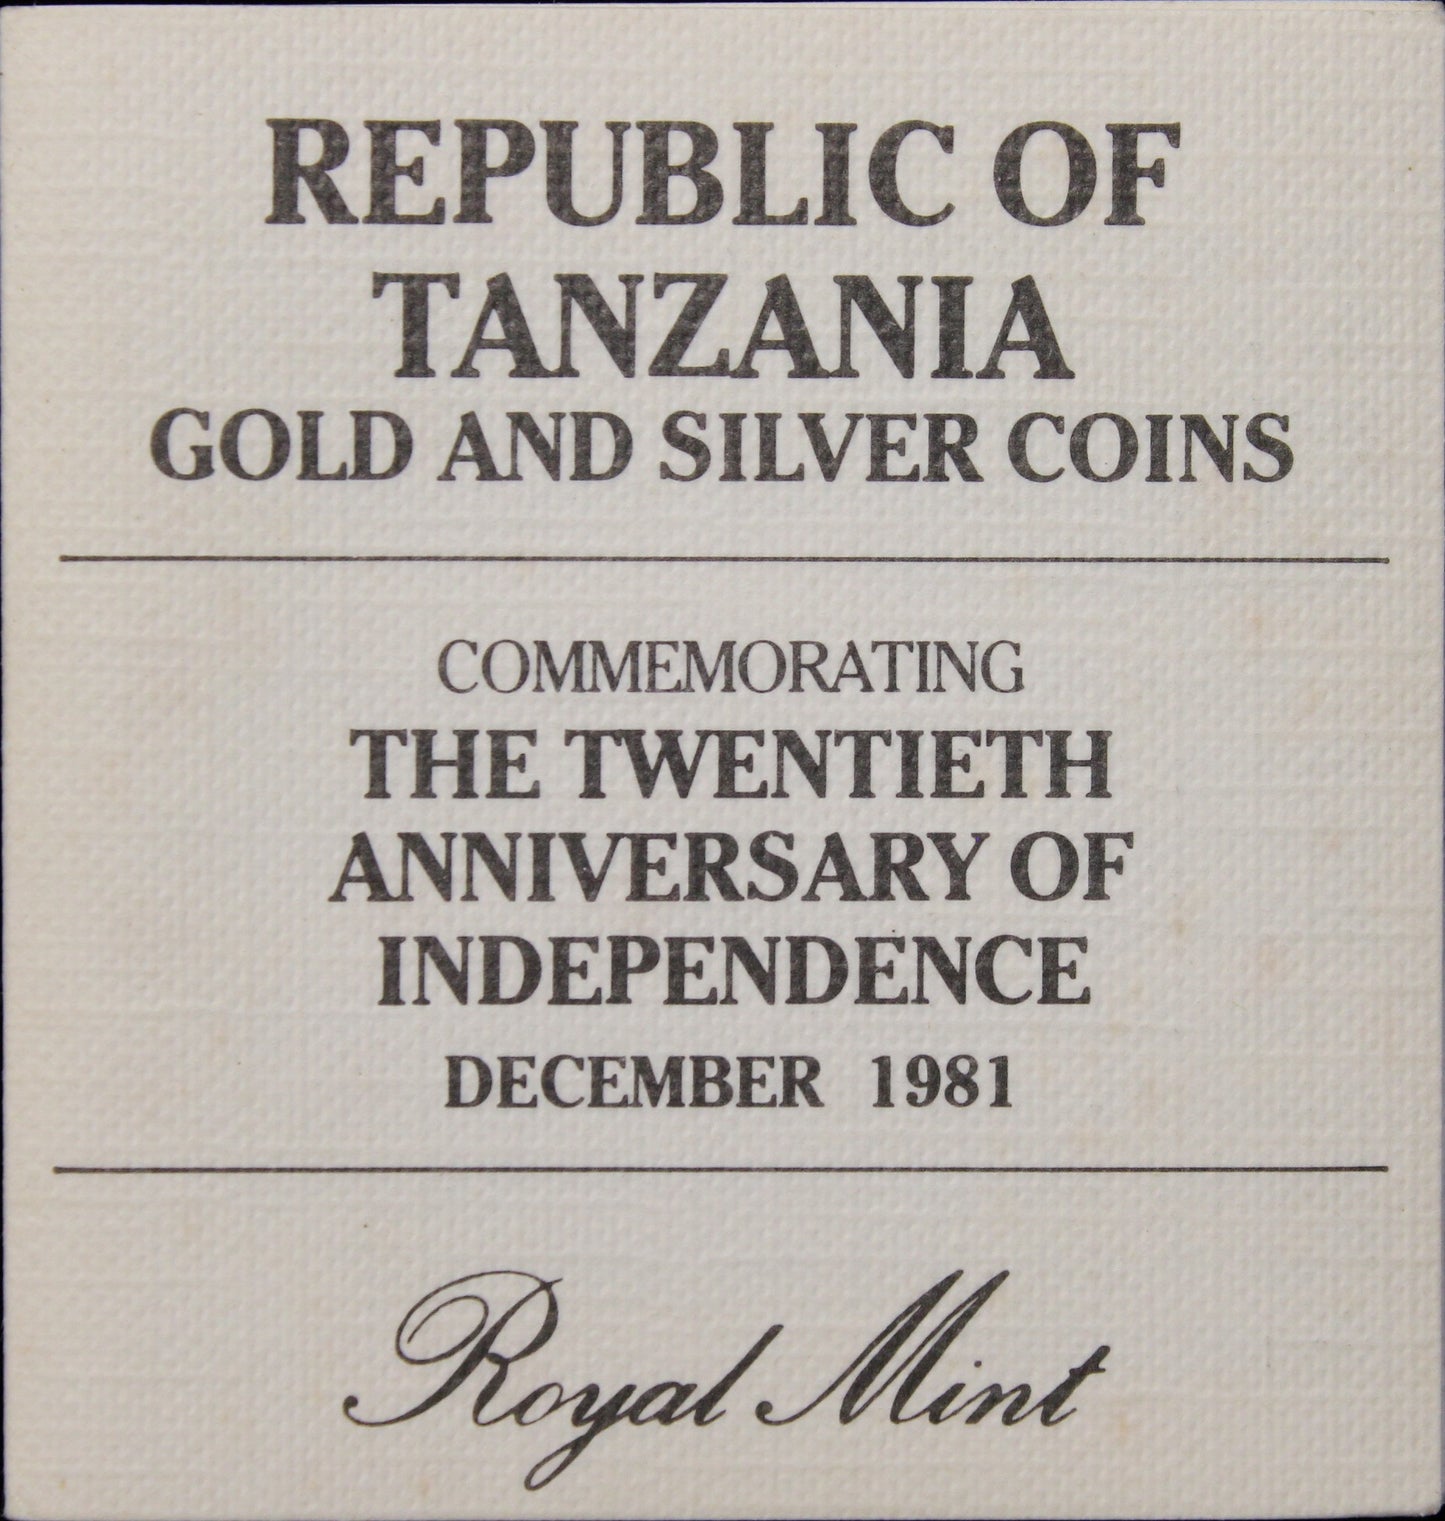 REPUBLIC OF
TANZANIA
GOLD AND SILVER COINS
COMMEMORATING
THE TWENTIETH
ANNIVERSARY OF
INDEPENDENCE
DECEMBER 1981
Royal Mint